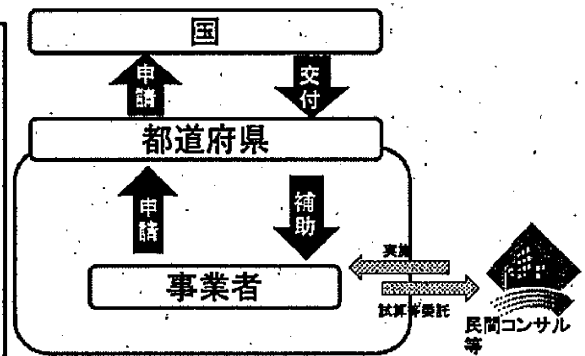 国
申請
交付
都道府県
申請
補助
実施
事業者
試算等委託
民間コンサル
等